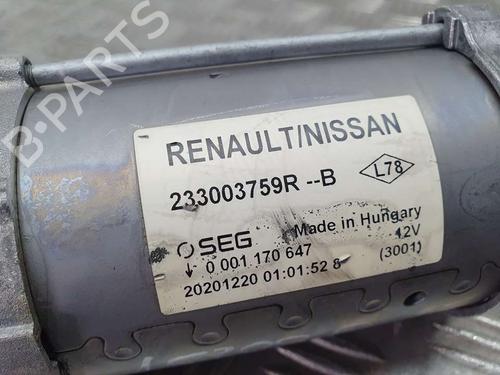 B-PARTS
RENAULT/NISSAN
233003759R --B
L78
SEG
Made in Hungary
0 001 170 647
12V
(3001)
20201220 01:01:52 8